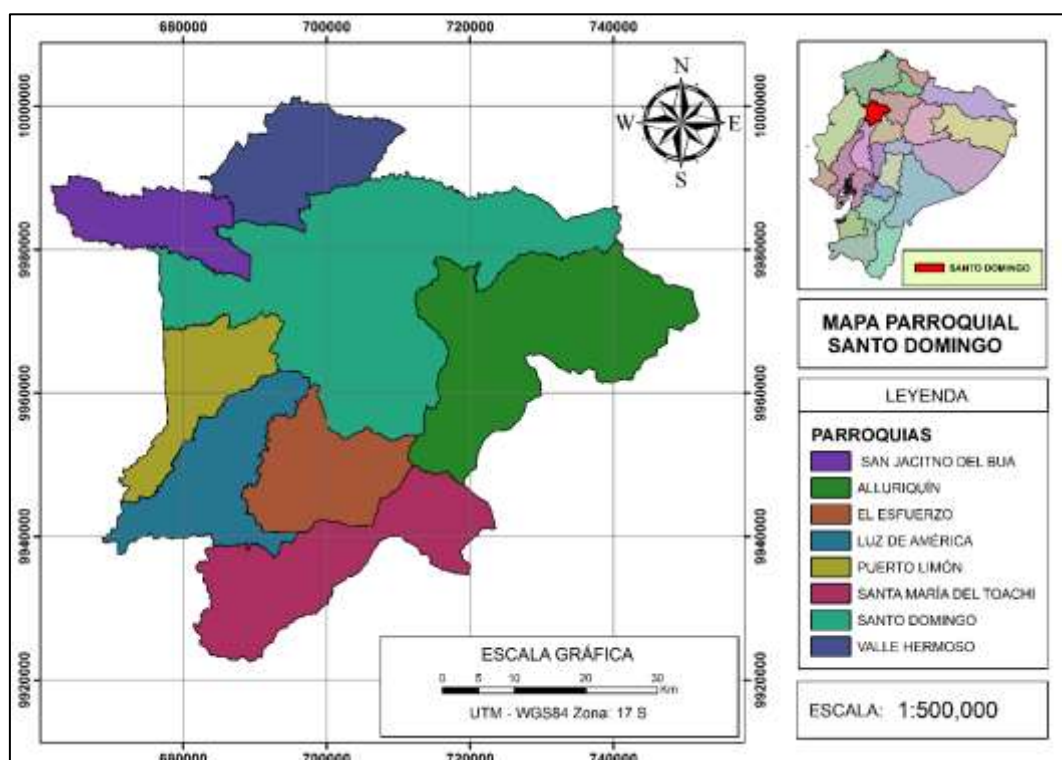 680000 700000 720000 740000
10000000 10000000
9980000 9980000
9960000 9960000
9940000 9940000
9920000 9920000
680000 700000 720000 740000
N
W E
S
ESCALA GRÁFICA
0 5 10 20 30
Km
UTM - WGS84 Zona: 17 S
SANTO DOMINGO
MAPA PARROQUIAL
SANTO DOMINGO
LEYENDA
PARROQUIAS
SAN JACITNO DEL BUA
ALLURIQUÍN
EL ESFUERZO
LUZ DE AMÉRICA
PUERTO LIMÓN
SANTA MARÍA DEL TOACHI
SANTO DOMINGO
VALLE HERMOSO
ESCALA: 1:500,000